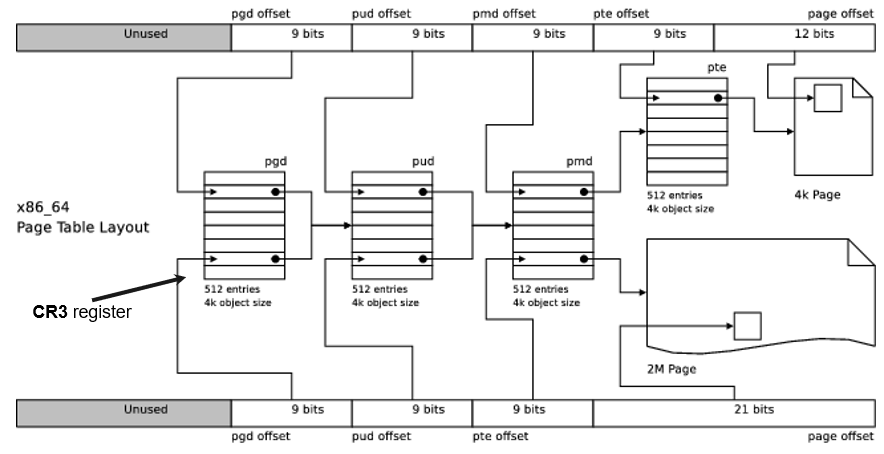 pgd offset pud offset pmd offset pte offset page offset
Unused 9 bits 9 bits 9 bits 9 bits 12 bits
pte
pgd pud pmd
512 entries
4k object size
4k Page
x86_64
Page Table Layout
512 entries 512 entries 512 entries
4k object size 4k object size 4k object size
CR3 register
2M Page
Unused 9 bits 9 bits 9 bits 21 bits
pgd offset pud offset pte offset page offset